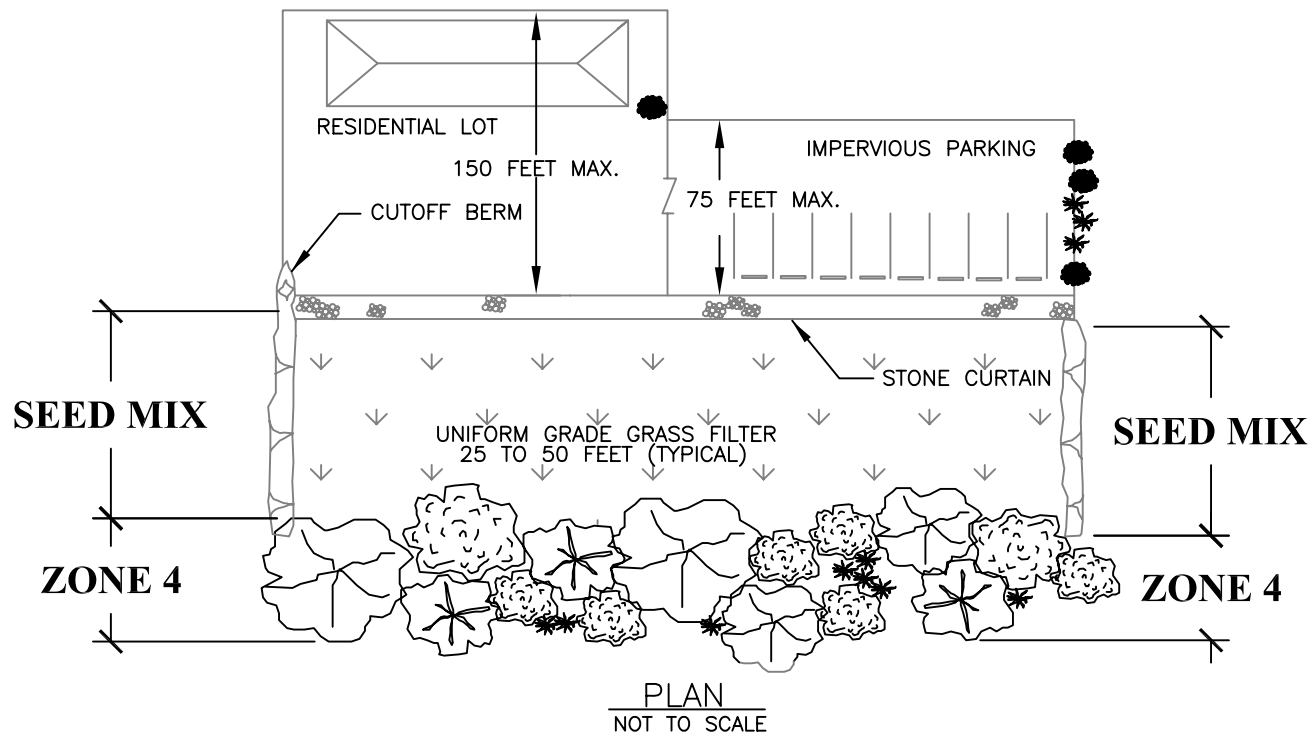 RESIDENTIAL LOT
IMPERVIOUS PARKING
150 FEET MAX.
75 FEET MAX.
CUTOFF BERM
STONE CURTAIN
SEED MIX
SEED MIX
UNIFORM GRADE GRASS FILTER
25 TO 50 FEET (TYPICAL)
ZONE 4
ZONE 4
PLAN
NOT TO SCALE